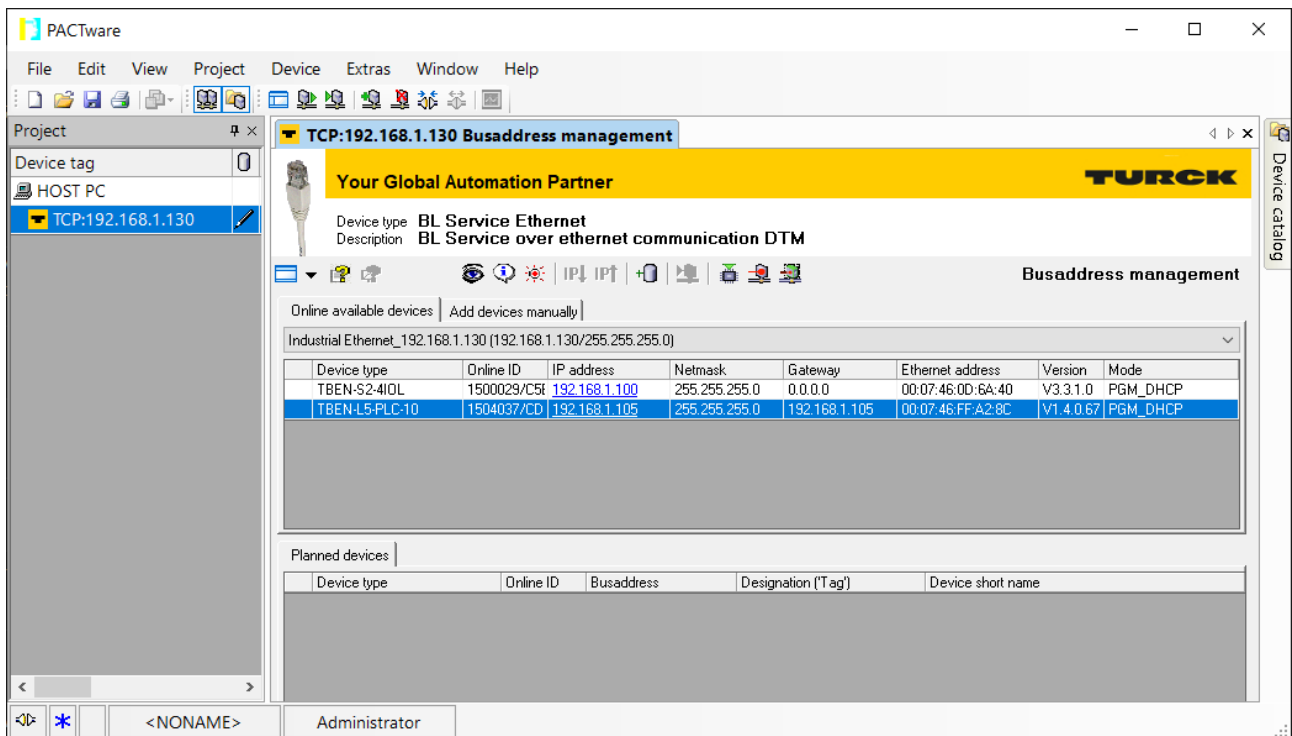 PACTware
File Edit View Project Device Extras Window Help
Project
TCP:192.168.1.130 Busaddress management
Device tag
HOST PC
TCP:192.168.1.130
Your Global Automation Partner
TURCK
Device type BL Service Ethernet
Description BL Service over ethernet communication DTM
Device catalog
IP IP
Busaddress management
Online available devices Add devices manually
Industrial Ethernet_192.168.1.130 (192.168.1.130/255.255.255.0)
Device type Online ID IP address Netmask Gateway Ethernet address Version Mode
TBEN-S2-4IOL 1500029/C5E 192.168.1.100 255.255.255.0 0.0.0.0 00:07:46:0D:6A:40 V3.3.1.0 PGM_DHCP
TBEN-L5-PLC-10 1504037/CD 192.168.1.105 255.255.255.0 192.168.1.105 00:07:46:FF:A2:8C V1.4.0.67 PGM_DHCP
Planned devices
Device type Online ID Busaddress Designation ('Tag') Device short name
<NONAME> Administrator